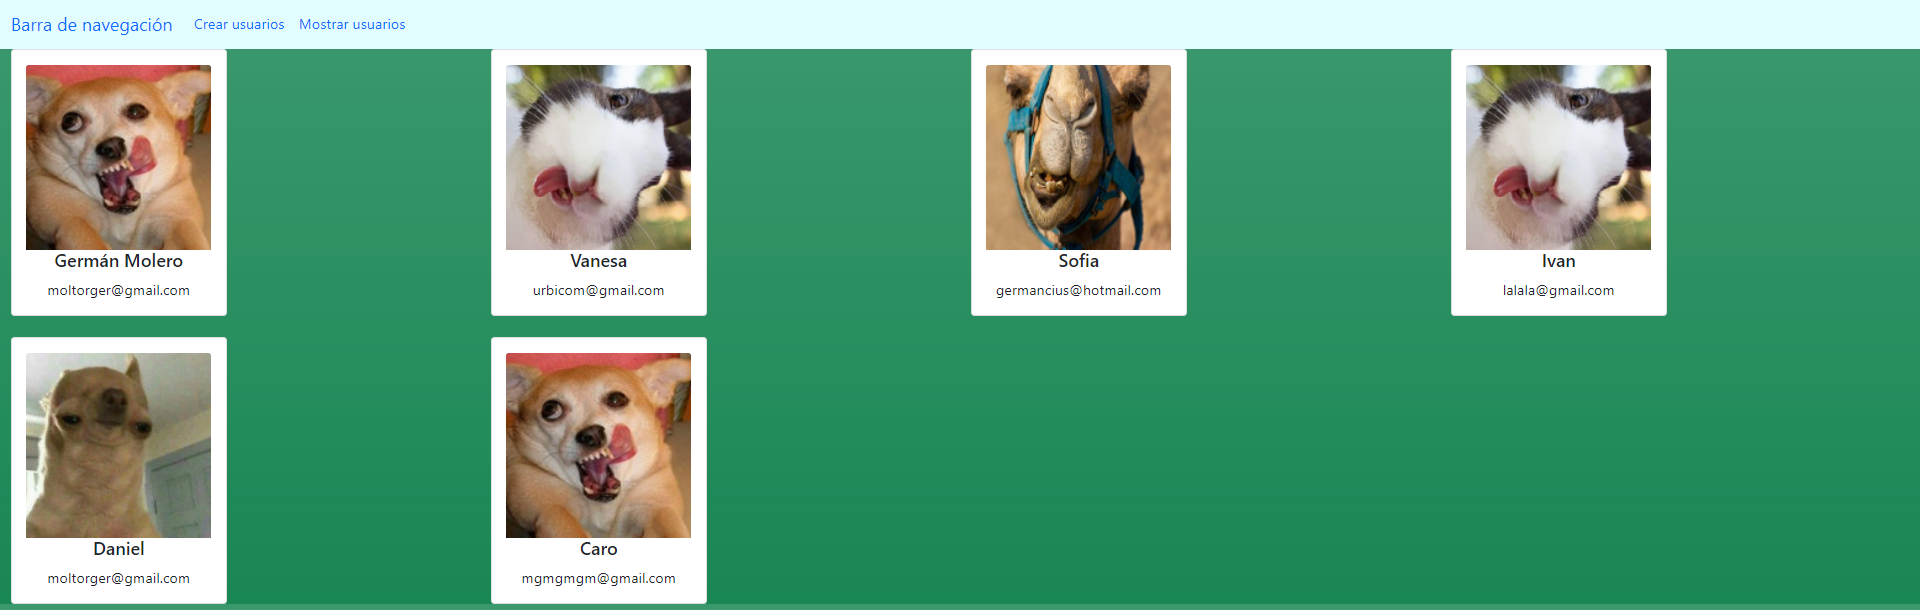 Barra de navegación Crear usuarios Mostrar usuarios
Germán Molero
moltorger@gmail.com
Vanesa
urbicom@gmail.com
Sofia
germancius@hotmail.com
Ivan
lalala@gmail.com
Daniel
moltorger@gmail.com
Caro
mgmgmgm@gmail.com